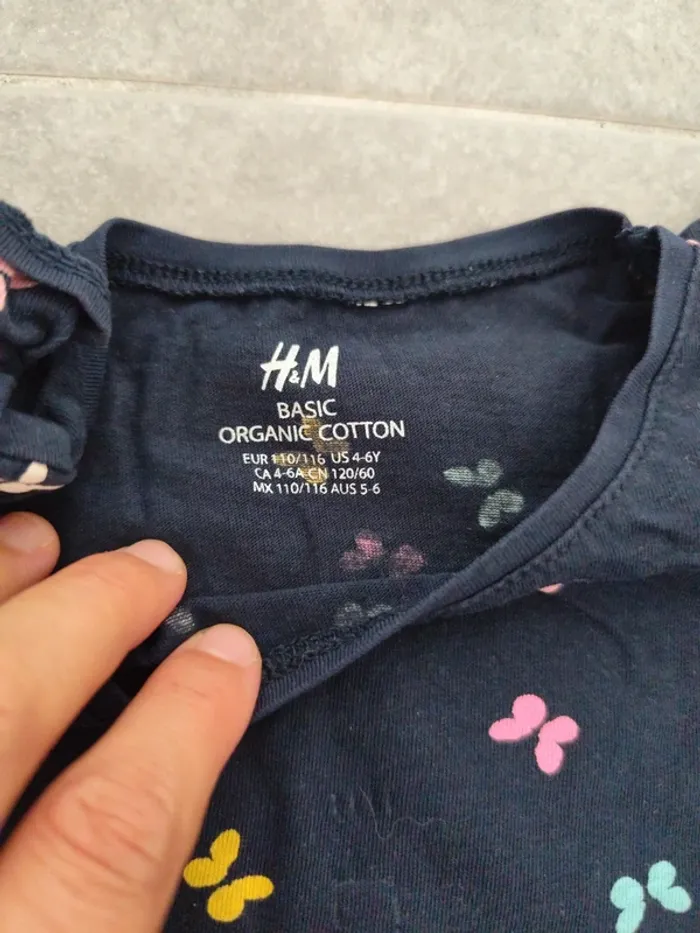 H&M
BASIC
ORGANIC COTTON
EUR 110/116 US 4-6Y
CA 4-6A CN 120/60
MX 110/116 AUS 5-6